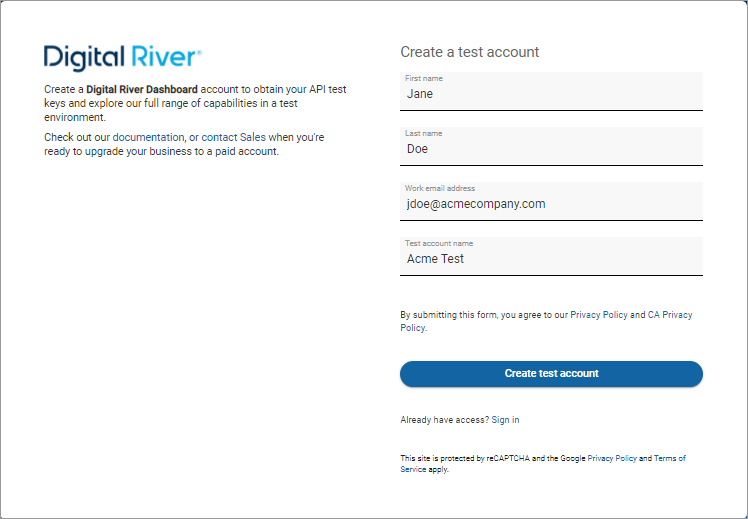 Digital River®
Create a Digital River Dashboard account to obtain your API test
keys and explore our full range of capabilities in a test
environment.
Check out our documentation, or contact Sales when you're
ready to upgrade your business to a paid account.
Create a test account
First name
Jane
Last name
Doe
Work email address
jdoe@acmecompany.com
Test account name
Acme Test
By submitting this form, you agree to our Privacy Policy and CA Privacy
Policy.
Create test account
Already have access? Sign in
This site is protected by reCAPTCHA and the Google Privacy Policy and Terms of
Service apply.